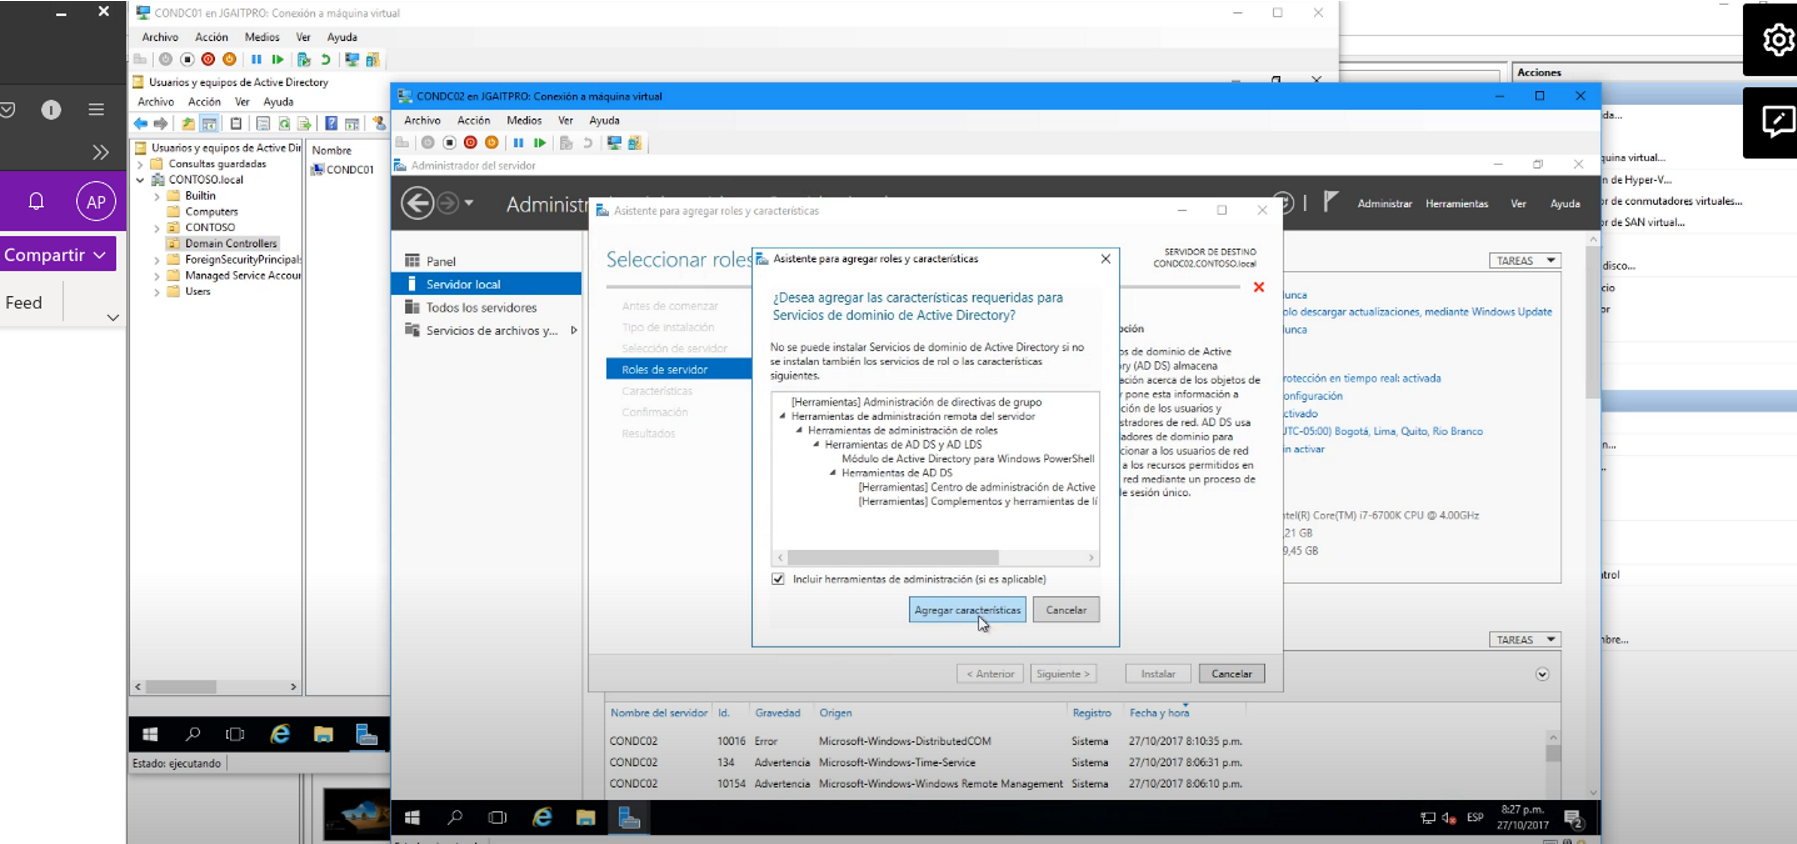 CONDC01 en JGAITPRO: Conexión a máquina virtual
Archivo Acción Medios Ver Ayuda
Usuarios y equipos de Active Directory
Archivo Acción Ver Ayuda
Usuarios y equipos de Active Dir
Consultas guardadas
CONTOSO.local
Builtin
Computers
CONTOSO
Domain Controllers
ForeignSecurityPrincipals
Managed Service Accour
Users
Nombre
CONDC01
Estado: ejecutando
AP
Compartir
Feed
CONDC02 en JGAITPRO: Conexión a máquina virtual
Archivo Acción Medios Ver Ayuda
Administrador del servidor
Administr
Administrar Herramientas Ver Ayuda
Panel
Servidor local
Todos los servidores
Servicios de archivos y...
Asistente para agregar roles y características
Seleccionar roles
SERVIDOR DE DESTINO
CONDC02.CONTOSO.local
Antes de comenzar
Tipo de instalación
Selección de servidor
Roles de servidor
Características
Confirmación
Resultados
Asistente para agregar roles y características
¿Desea agregar las características requeridas para
Servicios de dominio de Active Directory?
No se puede instalar Servicios de dominio de Active Directory si no
se instalan también los servicios de rol o las características
siguientes.
[Herramientas] Administración de directivas de grupo
Herramientas de administración remota del servidor
Herramientas de administración de roles
Herramientas de AD DS y AD LDS
Módulo de Active Directory para Windows PowerShell
Herramientas de AD DS
[Herramientas] Centro de administración de Active
[Herramientas] Complementos y herramientas de lí
Incluir herramientas de administración (si es aplicable)
Agregar características Cancelar
pción
os de dominio de Active
ry (AD DS) almacena
ación acerca de los objetos de
y pone esta información a
ción de los usuarios y
stradores de red. AD DS usa
adores de dominio para
cionar a los usuarios de red
a los recursos permitidos en
red mediante un proceso de
e sesión único.
< Anterior Siguiente > Instalar Cancelar
TAREAS
unca
olo descargar actualizaciones, mediante Windows Update
unca
rotección en tiempo real: activada
onfiguración
ctivado
UTC-05:00) Bogotá, Lima, Quito, Rio Branco
in activar
ntel(R) Core(TM) i7-6700K CPU @ 4.00GHz
,21 GB
9,45 GB
TAREAS
Nombre del servidor Id. Gravedad Origen Registro Fecha y hora
CONDC02 10016 Error Microsoft-Windows-DistributedCOM Sistema 27/10/2017 8:10:35 p.m.
CONDC02 134 Advertencia Microsoft-Windows-Time-Service Sistema 27/10/2017 8:06:31 p.m.
CONDC02 10154 Advertencia Microsoft-Windows-Windows Remote Management Sistema 27/10/2017 8:06:10 p.m.
ESP
8:27 p.m.
27/10/2017
2
Acciones
da...
quina virtual...
n de Hyper-V...
or de conmutadores virtuales...
or de SAN virtual...
disco...
cio
or
n...
trol
mbre...